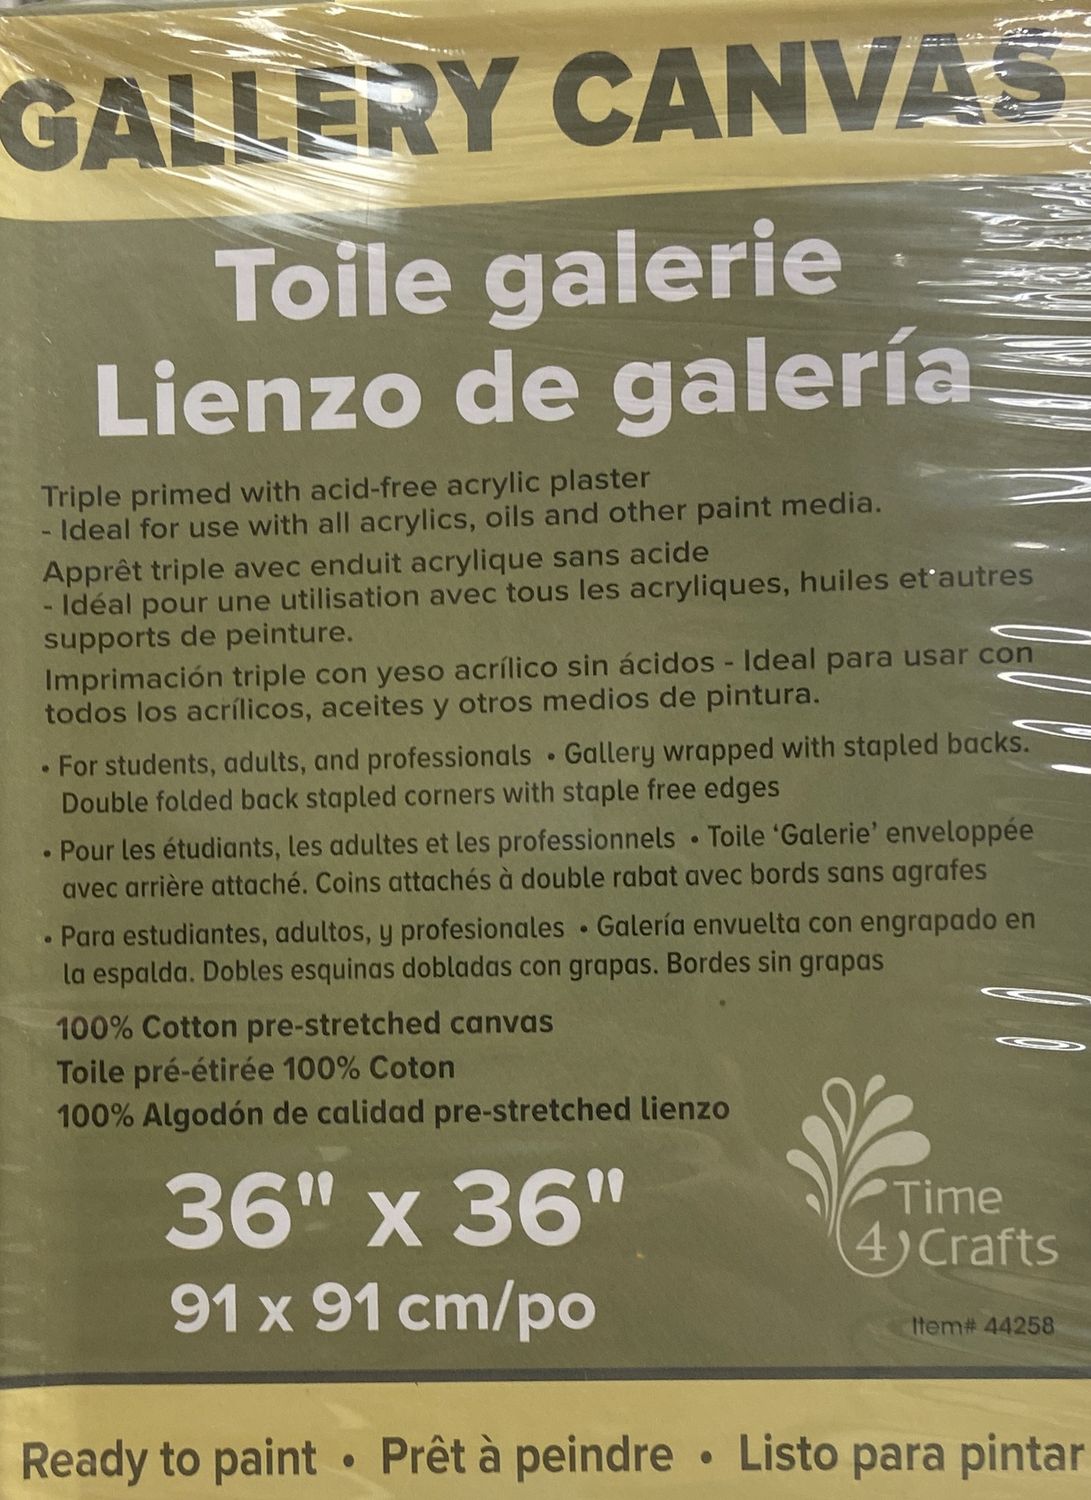 GALLERY CANVAS
Toile galerie
Lienzo de galería
Triple primed with acid-free acrylic plaster
- Ideal for use with all acrylics, oils and other paint media.
Apprêt triple avec enduit acrylique sans acide
- Idéal pour une utilisation avec tous les acryliques, huiles et autres
supports de peinture.
Imprimación triple con yeso acrílico sin ácidos - Ideal para usar con
todos los acrílicos, aceites y otros medios de pintura.
• For students, adults, and professionals • Gallery wrapped with stapled backs.
Double folded back stapled corners with staple free edges
• Pour les étudiants, les adultes et les professionnels • Toile ‘Galerie’ enveloppée
avec arrière attaché. Coins attachés à double rabat avec bords sans agrafes
• Para estudiantes, adultos, y profesionales • Galería envuelta con engrapado en
la espalda. Dobles esquinas dobladas con grapas. Bordes sin grapas
100% Cotton pre-stretched canvas
Toile pré-étirée 100% Coton
100% Algodón de calidad pre-stretched lienzo
36" x 36"
91 x 91 cm/po
Time
4 Crafts
Item# 44258
Ready to paint • Prêt à peindre • Listo para pintar